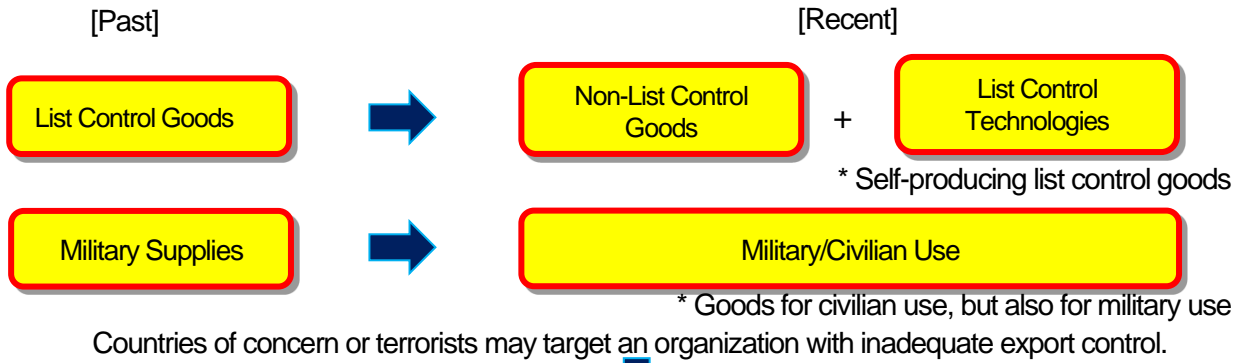 [Past]
[Recent]
List Control Goods
Non-List Control
Goods
+
List Control
Technologies
* Self-producing list control goods
Military Supplies
Military/Civilian Use
* Goods for civilian use, but also for military use
Countries of concern or terrorists may target an organization with inadequate export control.